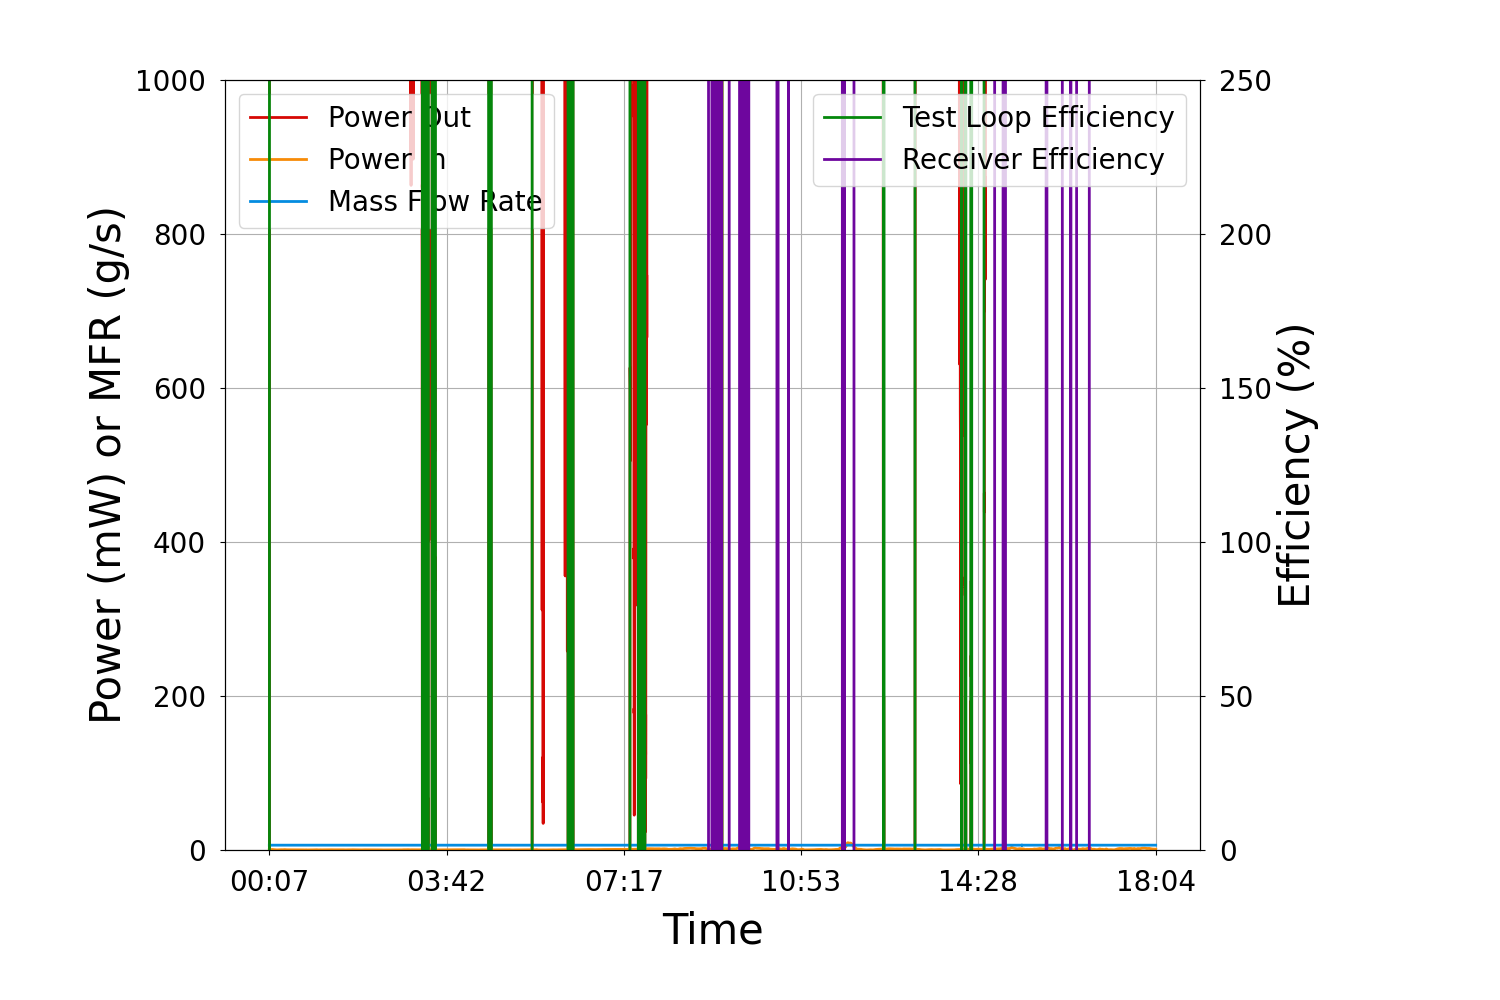 1000
800
600
400
200
0
Power (mW) or MFR (g/s)
Power Out
Power In
Mass Flow Rate
Test Loop Efficiency
Receiver Efficiency
250
200
150
100
50
0
Efficiency (%)
00:07 03:42 07:17 10:53 14:28 18:04
Time